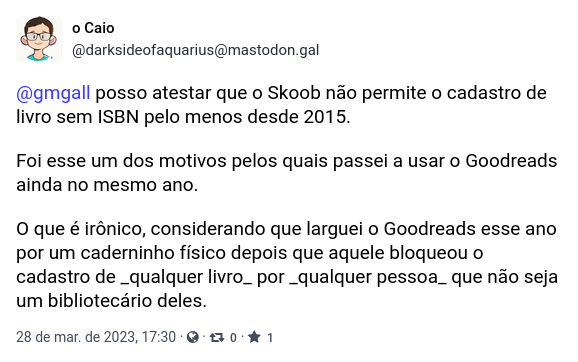 o Caio
@darksideofaquarius@mastodon.gal
@gmgall posso atestar que o Skoob não permite o cadastro de
livro sem ISBN pelo menos desde 2015.
Foi esse um dos motivos pelos quais passei a usar o Goodreads
ainda no mesmo ano.
O que é irônico, considerando que larguei o Goodreads esse ano
por um caderninho físico depois que aquele bloqueou o
cadastro de _qualquer livro_ por _qualquer pessoa_ que não seja
um bibliotecário deles.
28 de mar. de 2023, 17:30 · · 0 · 1